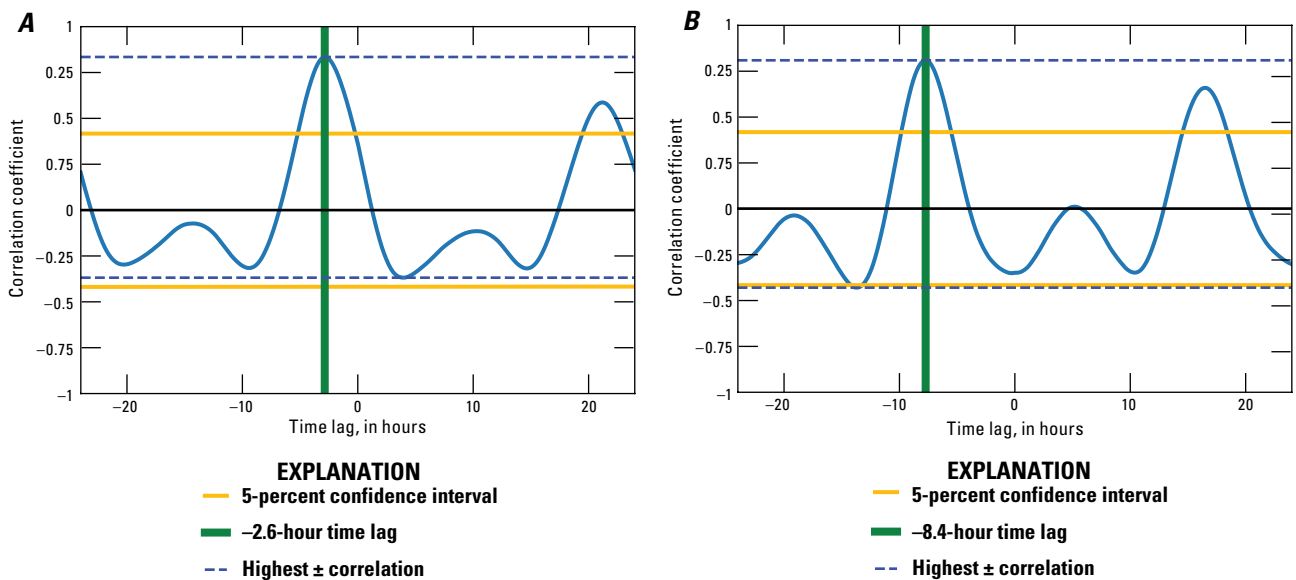 A
1
0.25
0.5
0.75
0
−0.25
−0.5
−0.75
−1
Correlation coefficient
−20 −10 0 10 20
Time lag, in hours
EXPLANATION
5-percent confidence interval
−2.6-hour time lag
Highest ± correlation
B
1
0.25
0.5
0.75
0
−0.25
−0.5
−0.75
−1
Correlation coefficient
−20 −10 0 10 20
Time lag, in hours
EXPLANATION
5-percent confidence interval
−8.4-hour time lag
Highest ± correlation